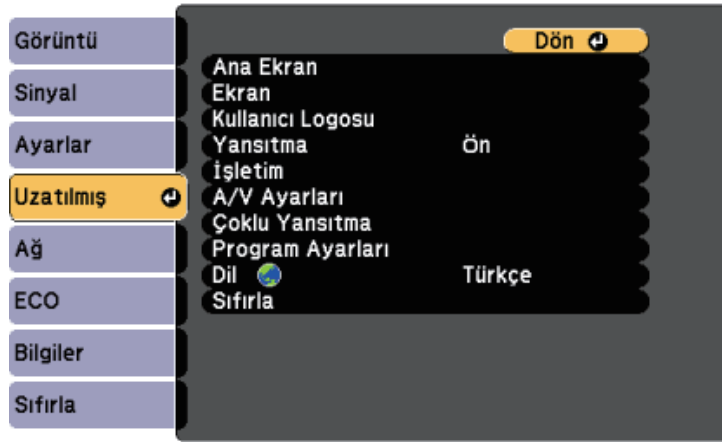 Görüntü
Sinyal
Ayarlar
Uzatılmış
Ağ
ECO
Bilgiler
Sıfırla
Dön
Ana Ekran
Ekran
Kullanıcı Logosu
Yansıtma Ön
İşletim
A/V Ayarları
Çoklu Yansıtma
Program Ayarları
Dil Türkçe
Sıfırla